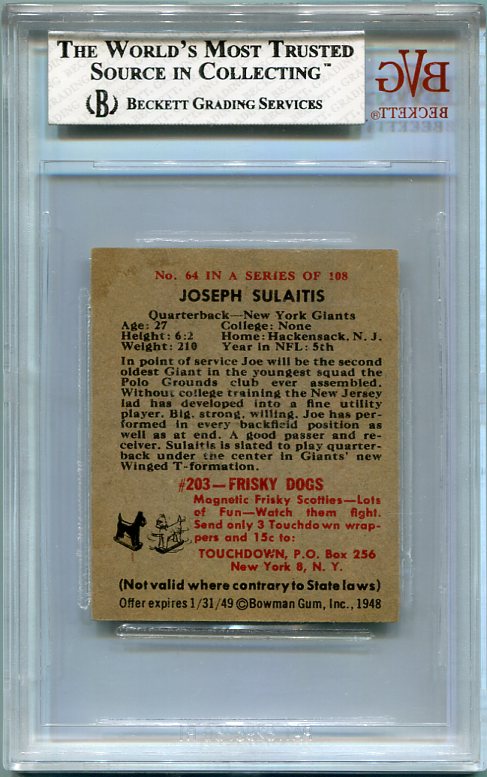 THE WORLD'S MOST TRUSTED
SOURCE IN COLLECTING™
B BECKETT GRADING SERVICES
BVG
BECKETT®
No. 64 IN A SERIES OF 108
JOSEPH SULAITIS
Quarterback—New York Giants
Age: 27 College: None
Height: 6:2 Home: Hackensack, N. J.
Weight: 210 Year in NFL: 5th
In point of service Joe will be the second
oldest Giant in the youngest squad the
Polo Grounds club ever assembled.
Without college training the New Jersey
lad has developed into a fine utility
player. Big, strong, willing, Joe has per-
formed in every backfield position as
well as at end. A good passer and re-
ceiver. Sulaitis is slated to play quarter-
back under the center in Giants' new
Winged T-formation.
#203—FRISKY DOGS
Magnetic Frisky Scotties—Lots
of Fun—Watch them fight.
Send only 3 Touchdown wrap-
pers and 15c to:
TOUCHDOWN, P.O. Box 256
New York 8, N. Y.
(Not valid where contrary to State laws)
Offer expires 1/31/49 ©Bowman Gum, Inc., 1948